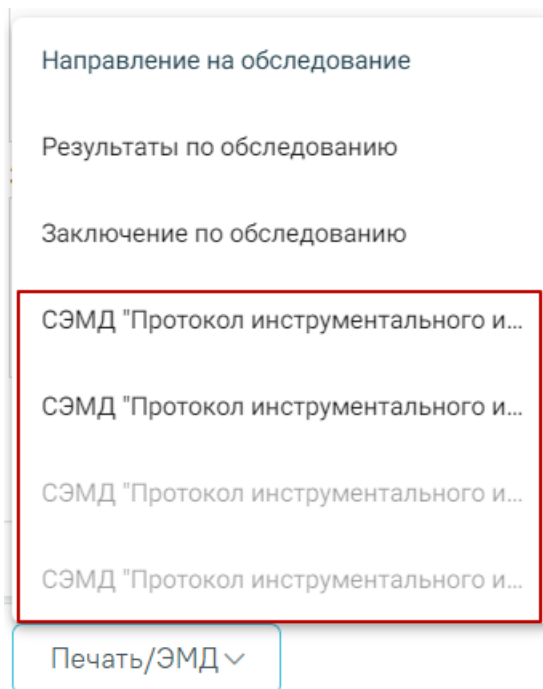 Направление на обследование
Результаты по обследованию
Заключение по обследованию
СЭМД "Протокол инструментального и...
СЭМД "Протокол инструментального и...
СЭМД "Протокол инструментального и...
СЭМД "Протокол инструментального и...
Печать/ЭМД